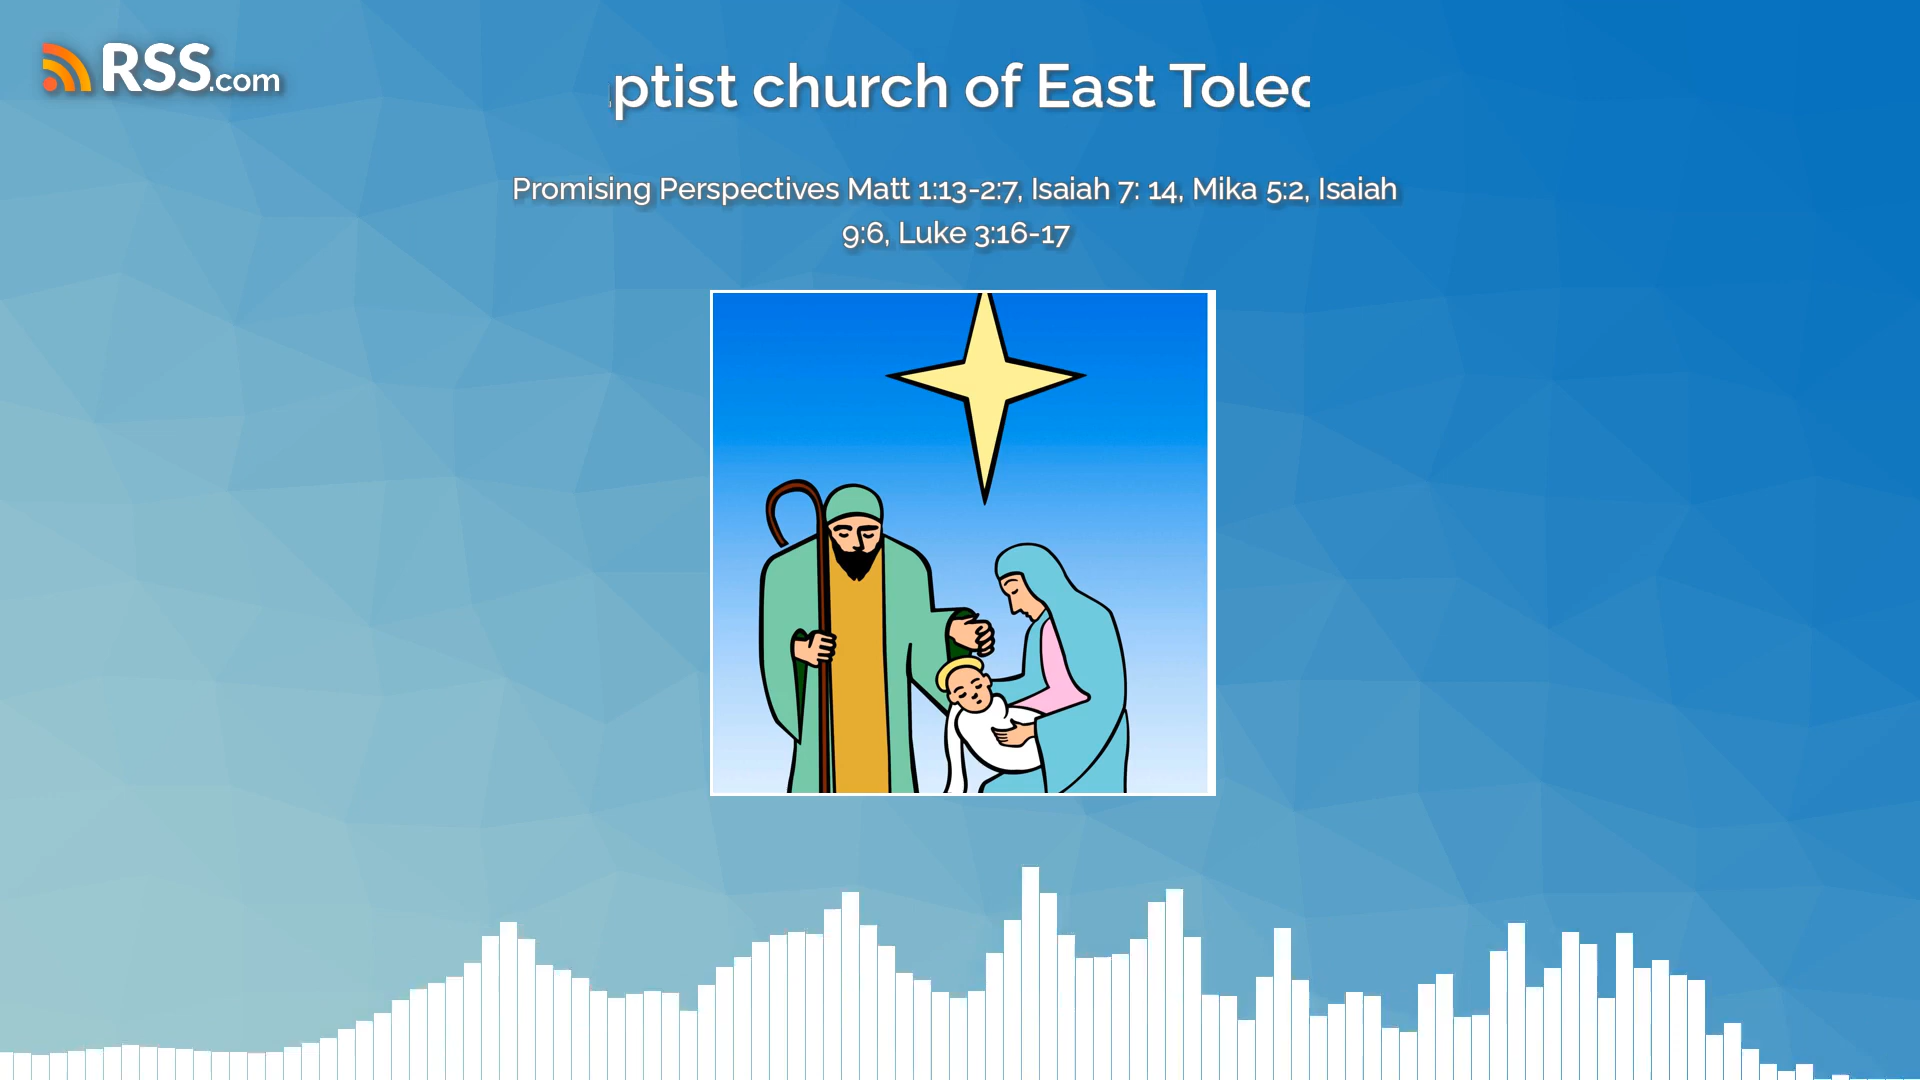 RSS.com
ptist church of East Toled
Promising Perspectives Matt 1:13-2:7, Isaiah 7: 14, Mika 5:2, Isaiah
9:6, Luke 3:16-17